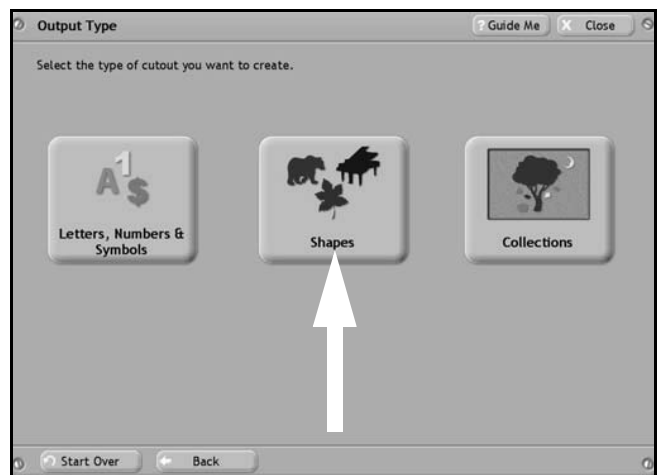 Output Type
? Guide Me
X Close
Select the type of cutout you want to create.
A1$
Letters, Numbers &
Symbols
Shapes
Collections
Start Over
Back